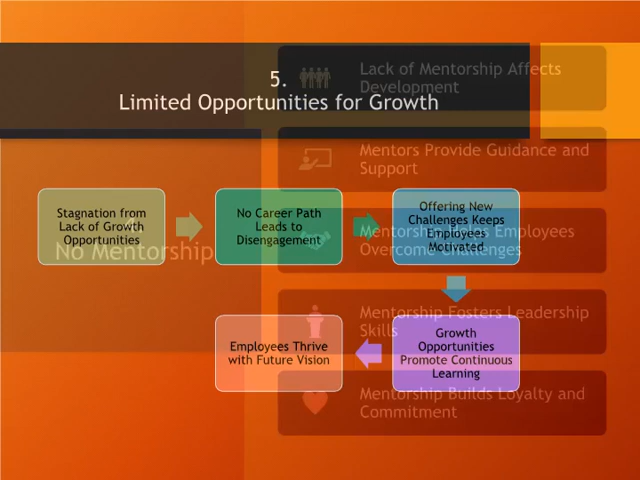 5.
Limited Opportunities for Growth
Stagnation from
Lack of Growth
Opportunities
No Career Path
Leads to
Disengagement
Offering New
Challenges Keeps
Employees
Motivated
Growth
Opportunities
Promote Continuous
Learning
Employees Thrive
with Future Vision
No Mentorship
Lack of Mentorship Affects
Development
Mentors Provide Guidance and
Support
Mentorship Helps Employees
Overcome Challenges
Mentorship Fosters Leadership
Skills
Mentorship Builds Loyalty and
Commitment